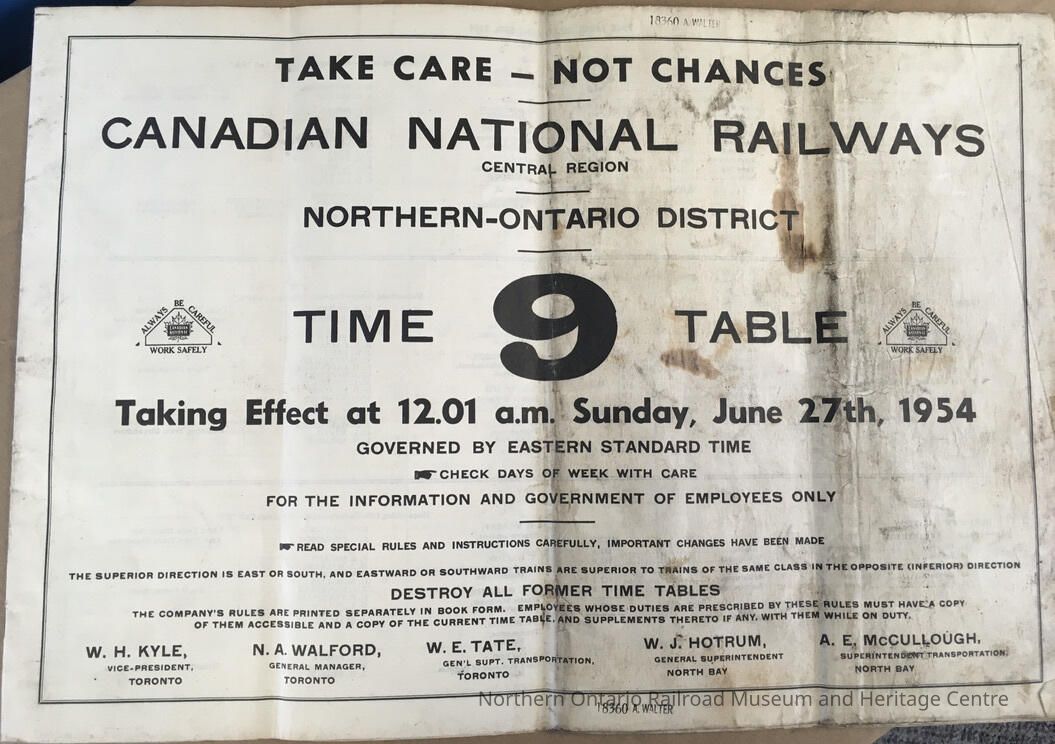 18360 A. WALTER
TAKE CARE – NOT CHANCES
CANADIAN NATIONAL RAILWAYS
CENTRAL REGION
NORTHERN-ONTARIO DISTRICT
ALWAYS BE CAREFUL
CANADIAN NATIONAL
WORK SAFELY
TIME 9 TABLE
ALWAYS BE CAREFUL
CANADIAN NATIONAL
WORK SAFELY
Taking Effect at 12.01 a.m. Sunday, June 27th, 1954
GOVERNED BY EASTERN STANDARD TIME
☛ CHECK DAYS OF WEEK WITH CARE
FOR THE INFORMATION AND GOVERNMENT OF EMPLOYEES ONLY
☛ READ SPECIAL RULES AND INSTRUCTIONS CAREFULLY, IMPORTANT CHANGES HAVE BEEN MADE
THE SUPERIOR DIRECTION IS EAST OR SOUTH, AND EASTWARD OR SOUTHWARD TRAINS ARE SUPERIOR TO TRAINS OF THE SAME CLASS IN THE OPPOSITE (INFERIOR) DIRECTION
DESTROY ALL FORMER TIME TABLES
THE COMPANY'S RULES ARE PRINTED SEPARATELY IN BOOK FORM. EMPLOYEES WHOSE DUTIES ARE PRESCRIBED BY THESE RULES MUST HAVE A COPY
OF THEM ACCESSIBLE AND A COPY OF THE CURRENT TIME TABLE, AND SUPPLEMENTS THERETO IF ANY, WITH THEM WHILE ON DUTY.
W. H. KYLE,
VICE-PRESIDENT,
TORONTO
N. A. WALFORD,
GENERAL MANAGER,
TORONTO
W. E. TATE,
GEN'L SUPT. TRANSPORTATION,
TORONTO
W. J. HOTRUM,
GENERAL SUPERINTENDENT
NORTH BAY
A. E. McCULLOUGH,
SUPERINTENDENT TRANSPORTATION,
NORTH BAY
Northern Ontario Railroad Museum and Heritage Centre
18360 A. WALTER